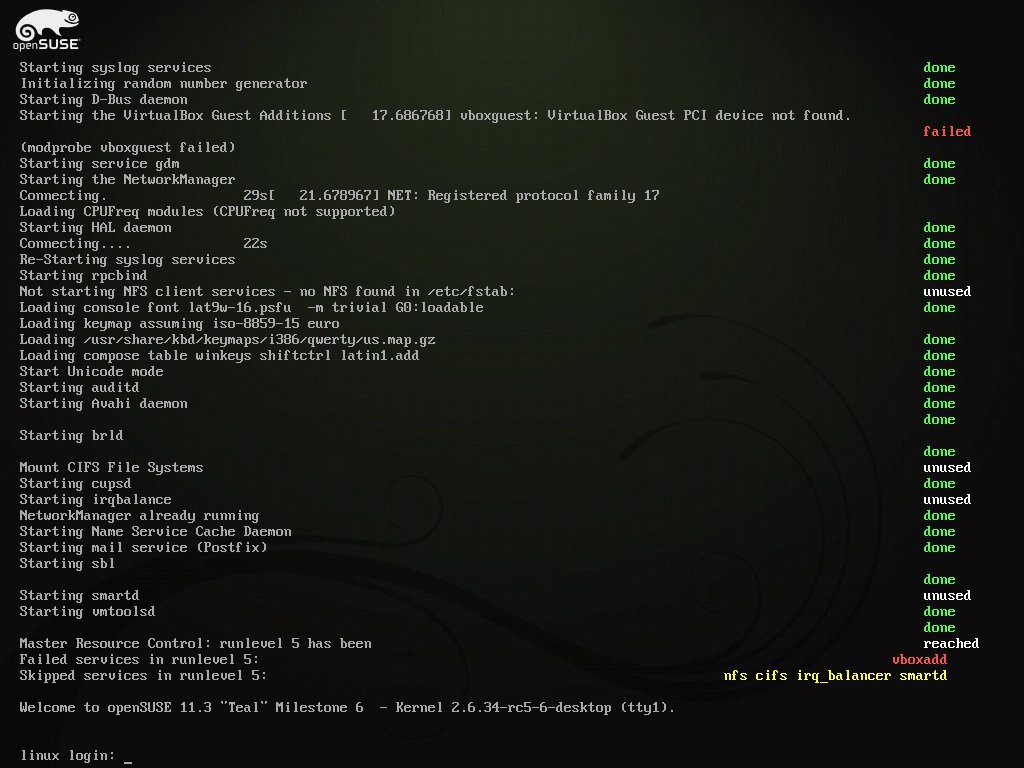 openSUSE
Starting syslog services done
Initializing random number generator done
Starting D-Bus daemon done
Starting the VirtualBox Guest Additions [   17.686768] vboxguest: VirtualBox Guest PCI device not found.
failed
(modprobe vboxguest failed)
Starting service gdm done
Starting the NetworkManager done
Connecting. 29s[   21.678967] NET: Registered protocol family 17
Loading CPUFreq modules (CPUFreq not supported)
Starting HAL daemon done
Connecting.... 22s done
Re-Starting syslog services done
Starting rpcbind done
Not starting NFS client services - no NFS found in /etc/fstab: unused
Loading console font lat9w-16.psfu  -m trivial G0:loadable done
Loading keymap assuming iso-8859-15 euro
Loading /usr/share/kbd/keymaps/i386/qwerty/us.map.gz done
Loading compose table winkeys shiftctrl latin1.add done
Start Unicode mode done
Starting auditd done
Starting Avahi daemon done
done
Starting brld
done
Mount CIFS File Systems unused
Starting cupsd done
Starting irqbalance unused
NetworkManager already running done
Starting Name Service Cache Daemon done
Starting mail service (Postfix) done
Starting sbl
done
Starting smartd unused
Starting vmtoolsd done
done
Master Resource Control: runlevel 5 has been reached
Failed services in runlevel 5: vboxadd
Skipped services in runlevel 5: nfs cifs irq_balancer smartd
Welcome to openSUSE 11.3 "Teal" Milestone 6  - Kernel 2.6.34-rc5-6-desktop (tty1).
linux login: _